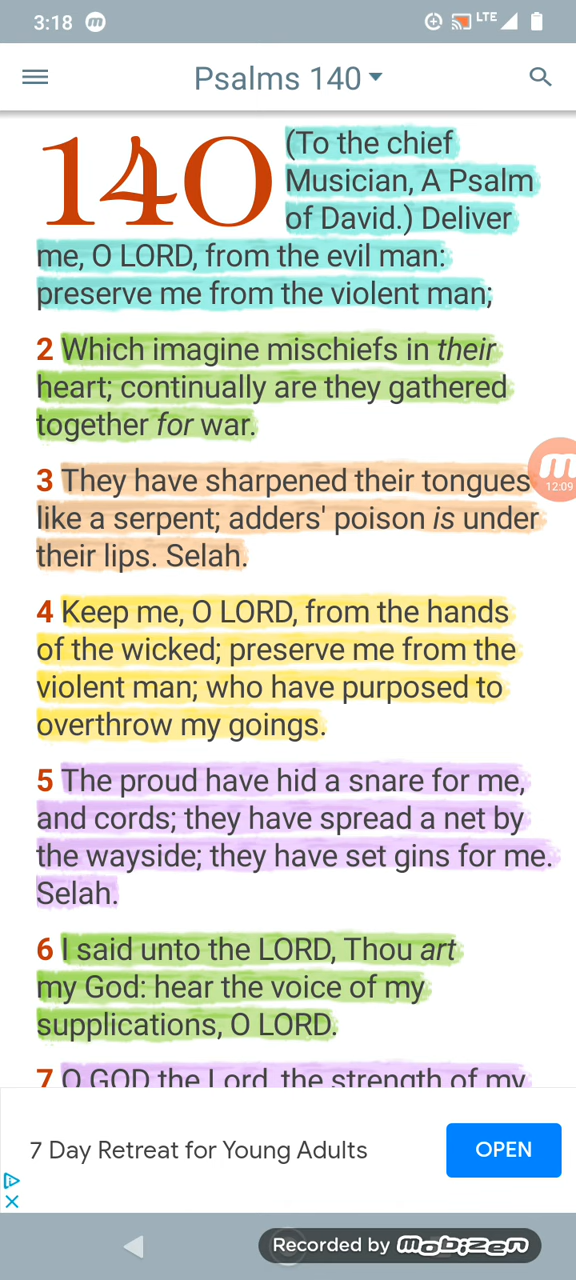 3:18
LTE
Psalms 140
140 (To the chief
Musician, A Psalm
of David.) Deliver
me, O LORD, from the evil man:
preserve me from the violent man;
2 Which imagine mischiefs in their
heart; continually are they gathered
together for war.
3 They have sharpened their tongues
like a serpent; adders' poison is under
their lips. Selah.
12:09
4 Keep me, O LORD, from the hands
of the wicked; preserve me from the
violent man; who have purposed to
overthrow my goings.
5 The proud have hid a snare for me,
and cords; they have spread a net by
the wayside; they have set gins for me.
Selah.
6 I said unto the LORD, Thou art
my God: hear the voice of my
supplications, O LORD.
7 O GOD the Lord, the strength of my
7 Day Retreat for Young Adults
OPEN
Recorded by mobizen